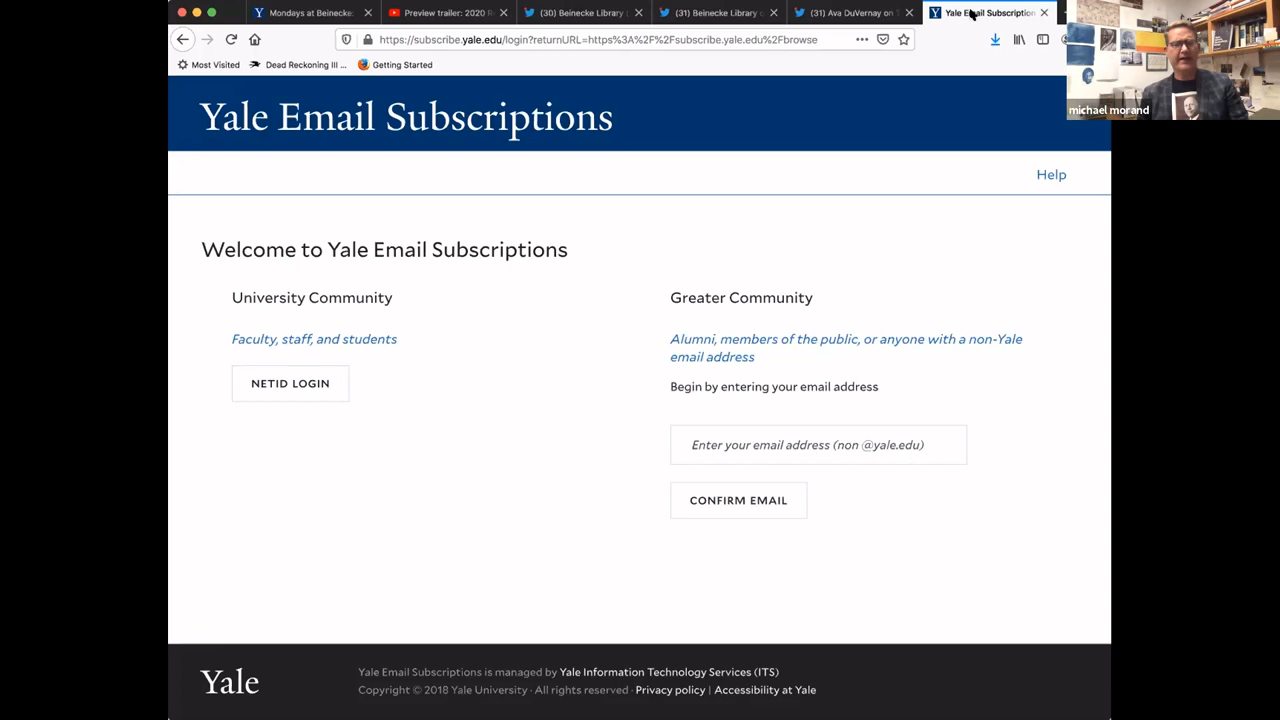 Mondays at Beinecke:
Preview trailer: 2020
(30) Beinecke Library
(31) Beinecke Library
(31) Ava DuVernay on
Yale Email Subscription
https://subscribe.yale.edu/login?returnURL=https%3A%2F%2Fsubscribe.yale.edu%2Fbrowse
Most Visited
Dead Reckoning III ...
Getting Started
michael morand
Yale Email Subscriptions
Help
Welcome to Yale Email Subscriptions
University Community
Faculty, staff, and students
NETID LOGIN
Greater Community
Alumni, members of the public, or anyone with a non-Yale
email address
Begin by entering your email address
Enter your email address (non @yale.edu)
CONFIRM EMAIL
Yale
Yale Email Subscriptions is managed by Yale Information Technology Services (ITS)
Copyright © 2018 Yale University · All rights reserved · Privacy policy | Accessibility at Yale